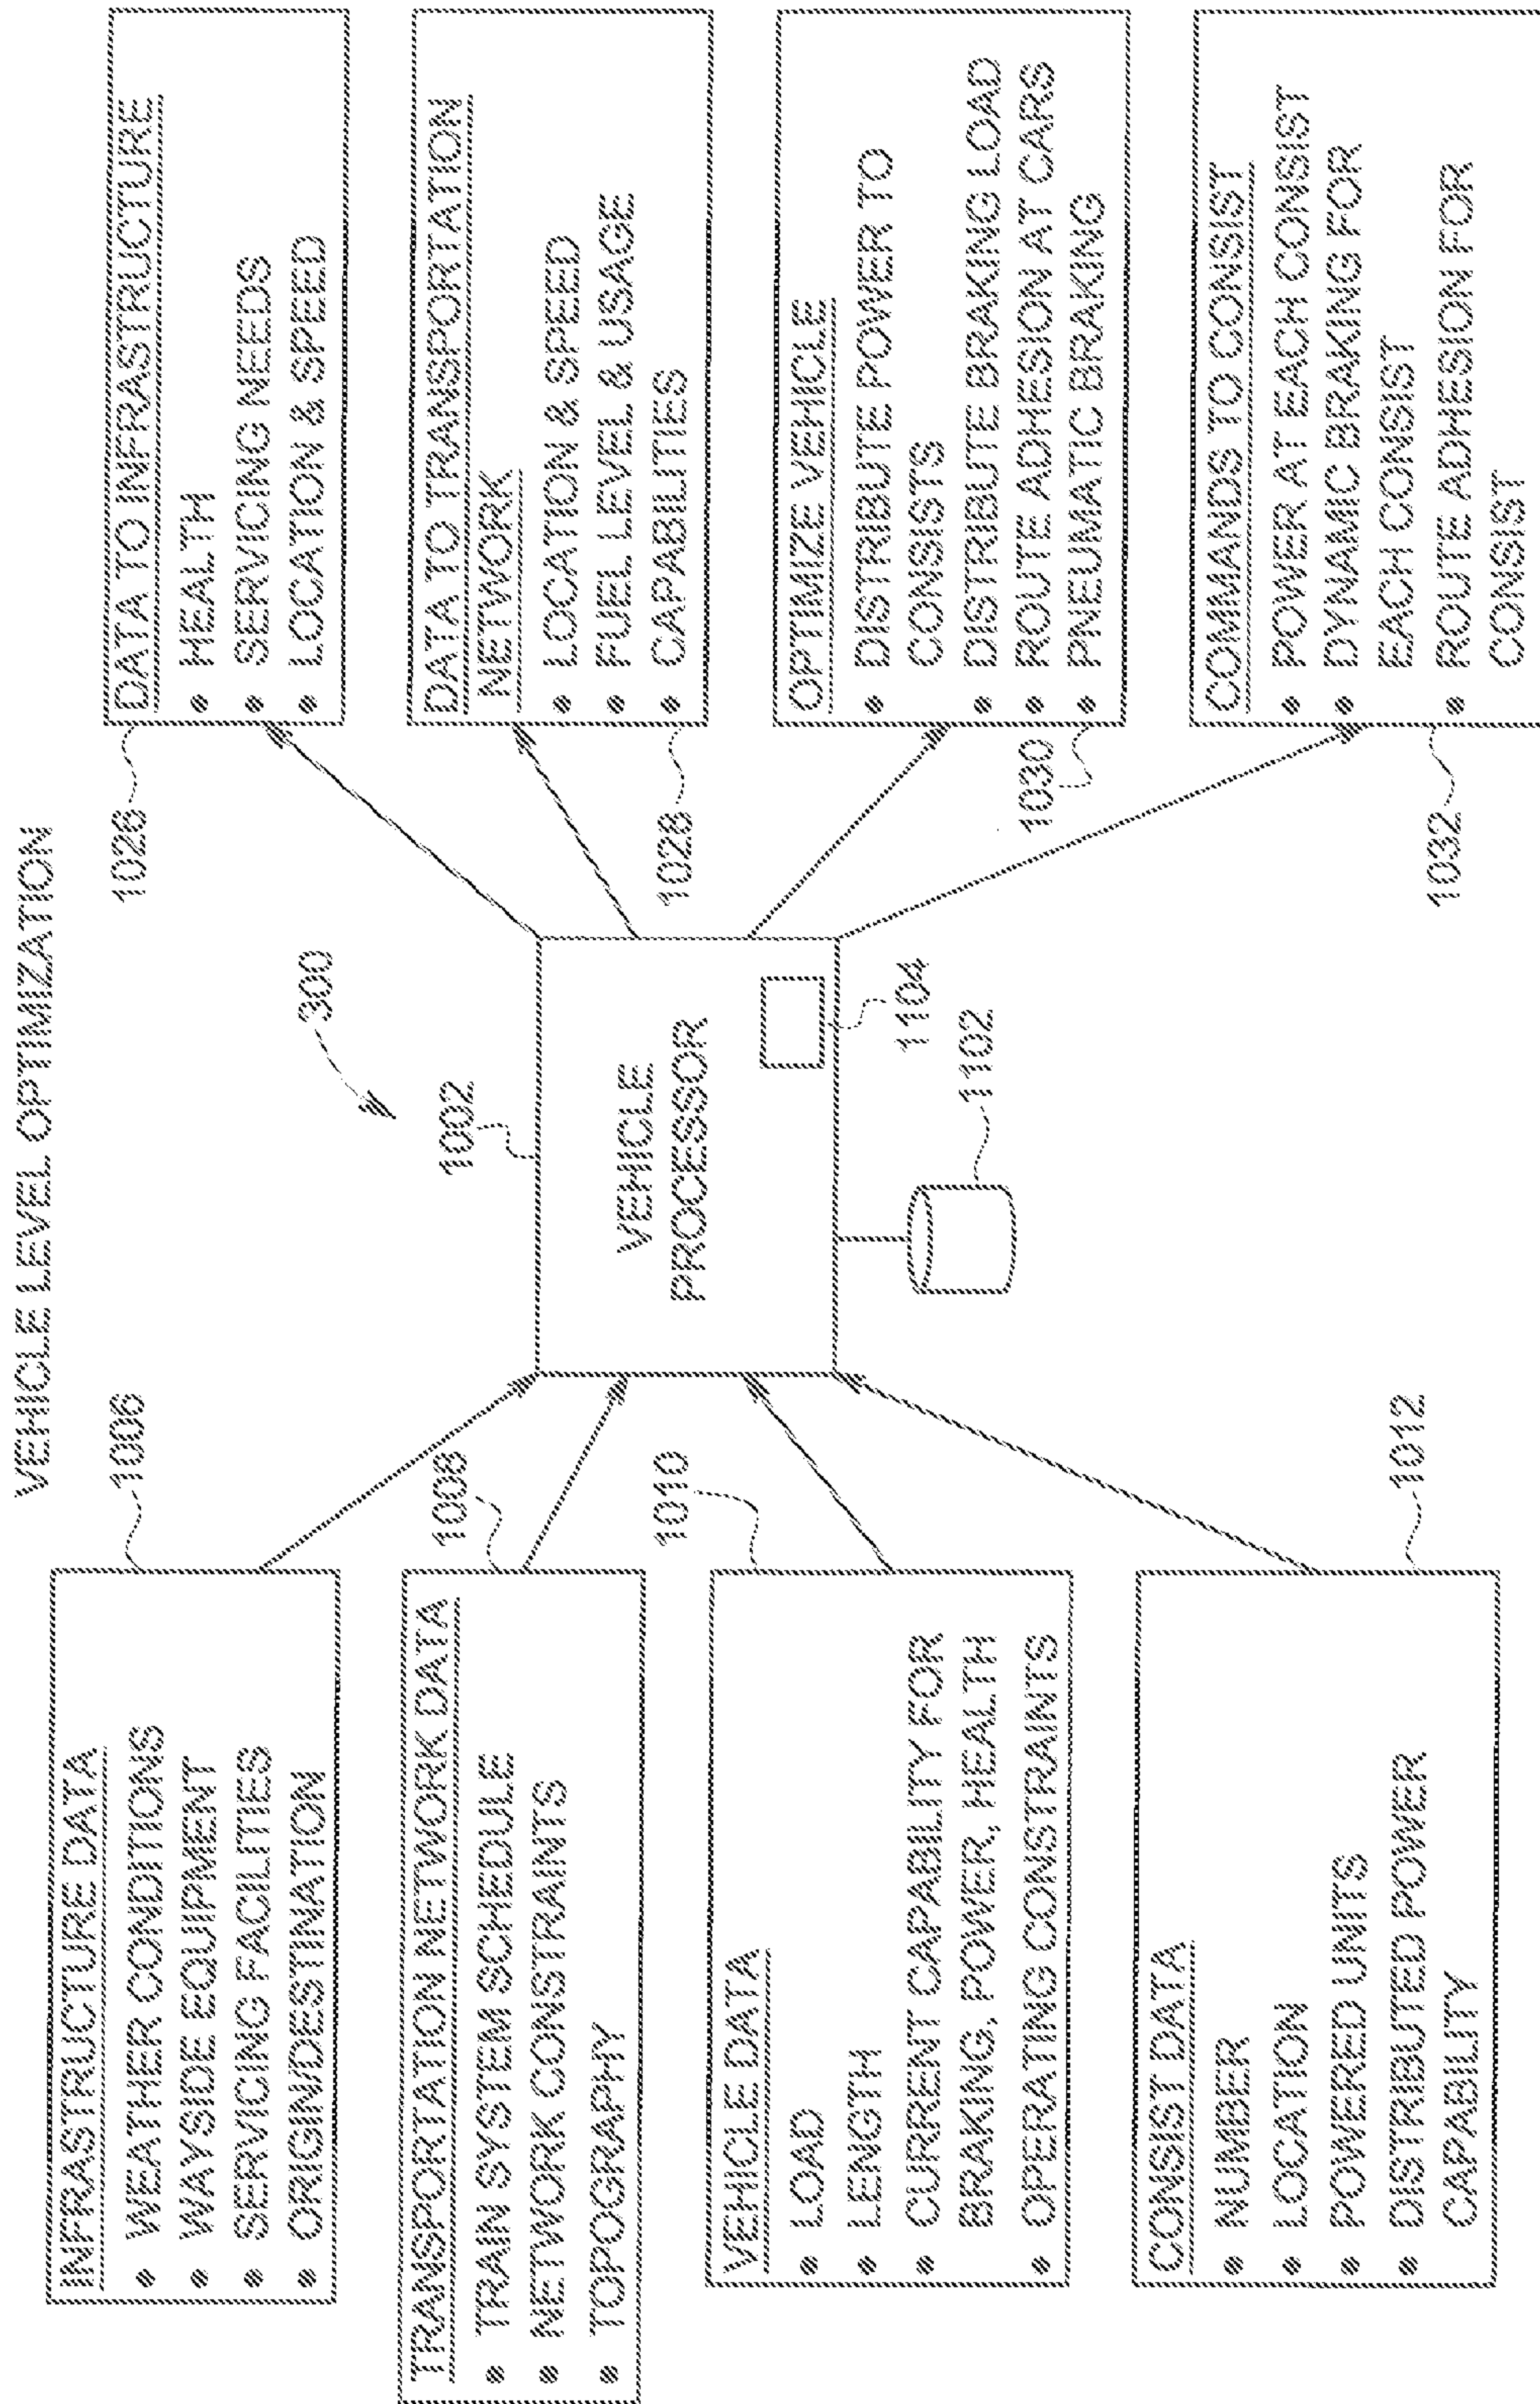 VEHICLE LEVEL OPTIMIZATION
INFRASTRUCTURE DATA
• WEATHER CONDITIONS
• WAYSIDE EQUIPMENT
• SERVICING FACILITIES
• ORIGIN/DESTINATION
1006
TRANSPORTATION NETWORK DATA
• TRAIN SYSTEM SCHEDULE
• NETWORK CONSTRAINTS
• TOPOGRAPHY
1008
VEHICLE DATA
• LOAD
• LENGTH
• CURRENT CAPABILITY FOR
BRAKING, POWER, HEALTH
• OPERATING CONSTRAINTS
1010
CONSIST DATA
• NUMBER
• LOCATION
• POWERED UNITS
• DISTRIBUTED POWER
CAPABILITY
1012
300
1002
VEHICLE
PROCESSOR
1104
1102
1026
DATA TO INFRASTRUCTURE
• HEALTH
• SERVICING NEEDS
• LOCATION & SPEED
1028
DATA TO TRANSPORTATION
NETWORK
• LOCATION & SPEED
• FUEL LEVEL & USAGE
• CAPABILITIES
1030
OPTIMIZE VEHICLE
• DISTRIBUTE POWER TO
CONSISTS
• DISTRIBUTE BRAKING LOAD
• ROUTE ADHESION AT CARS
• PNEUMATIC BRAKING
1032
COMMANDS TO CONSIST
• POWER AT EACH CONSIST
• DYNAMIC BRAKING FOR
EACH CONSIST
• ROUTE ADHESION FOR
CONSIST